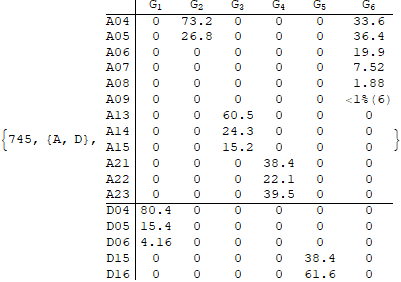 G₁ G₂ G₃ G₄ G₅ G₆
A04 0 73.2 0 0 0 33.6
A05 0 26.8 0 0 0 36.4
A06 0 0 0 0 0 19.9
A07 0 0 0 0 0 7.52
A08 0 0 0 0 0 1.88
A09 0 0 0 0 0 <1%(6)
A13 0 0 60.5 0 0 0
A14 0 0 24.3 0 0 0
{745, {A, D}, A15 0 0 15.2 0 0 0 }
A21 0 0 0 38.4 0 0
A22 0 0 0 22.1 0 0
A23 0 0 0 39.5 0 0
D04 80.4 0 0 0 0 0
D05 15.4 0 0 0 0 0
D06 4.16 0 0 0 0 0
D15 0 0 0 0 38.4 0
D16 0 0 0 0 61.6 0